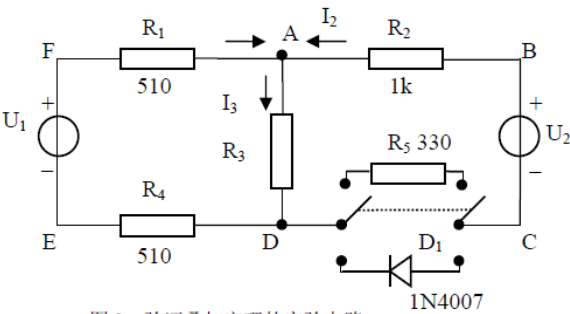 I₂
R₁
A
R₂
F
B
510
1k
+
I₃
+
U₁
R₃
R₅ 330
U₂
−
−
R₄
E
D
D₁
C
510
1N4007